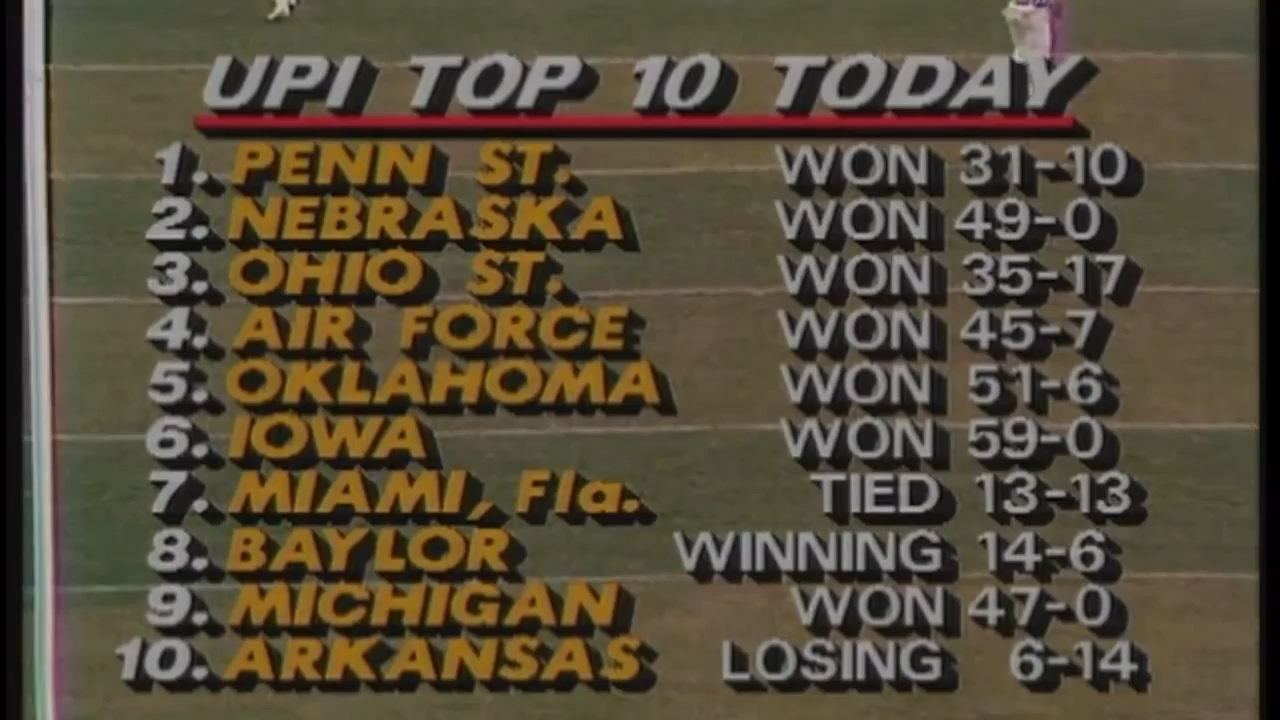 UPI TOP 10 TODAY
1. PENN ST. WON 31-10
2. NEBRASKA WON 49-0
3. OHIO ST. WON 35-17
4. AIR FORCE WON 45-7
5. OKLAHOMA WON 51-6
6. IOWA WON 59-0
7. MIAMI, Fla. TIED 13-13
8. BAYLOR WINNING 14-6
9. MICHIGAN WON 47-0
10. ARKANSAS LOSING 6-14